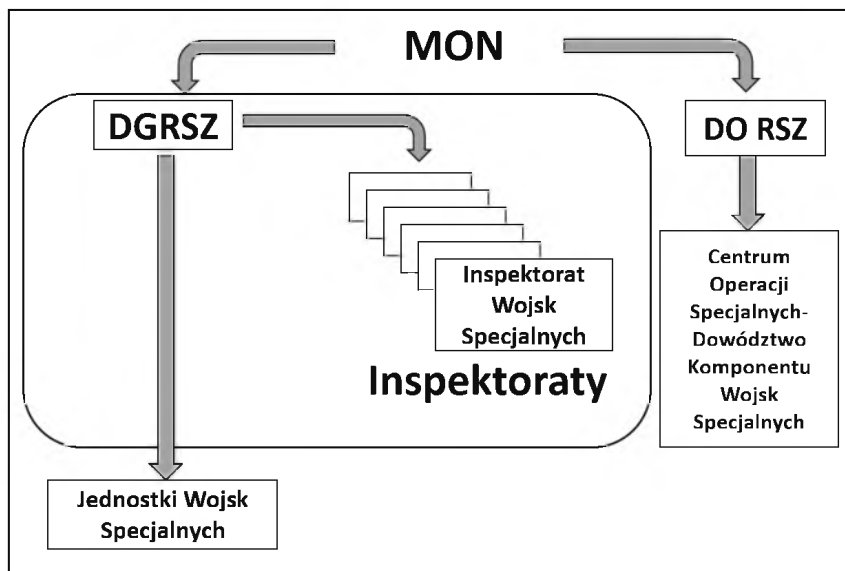 MON
DGRSZ
DO RSZ
Inspektorat
Wojsk
Specjalnych
Inspektoraty
Centrum
Operacji
Specjalnych-
Dowództwo
Komponentu
Wojsk
Specjalnych
Jednostki Wojsk
Specjalnych